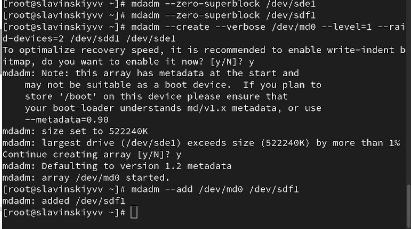 [root@slavinskiyvv ~]# mdadm --zero-superblock /dev/sde1
[root@slavinskiyvv ~]# mdadm --zero-superblock /dev/sdf1
[root@slavinskiyvv ~]# mdadm --create --verbose /dev/md0 --level=1 --rai
d-devices=2 /dev/sdd1 /dev/sde1
To optimalize recovery speed, it is recommended to enable write-indent b
itmap, do you want to enable it now? [y/N]? y
mdadm: Note: this array has metadata at the start and
    may not be suitable as a boot device.  If you plan to
    store '/boot' on this device please ensure that
    your boot loader understands md/v1.x metadata, or use
    --metadata=0.90
mdadm: size set to 522240K
mdadm: largest drive (/dev/sde1) exceeds size (522240K) by more than 1%
Continue creating array [y/N]? y
mdadm: Defaulting to version 1.2 metadata
mdadm: array /dev/md0 started.
[root@slavinskiyvv ~]# mdadm --add /dev/md0 /dev/sdf1
mdadm: added /dev/sdf1
[root@slavinskiyvv ~]#